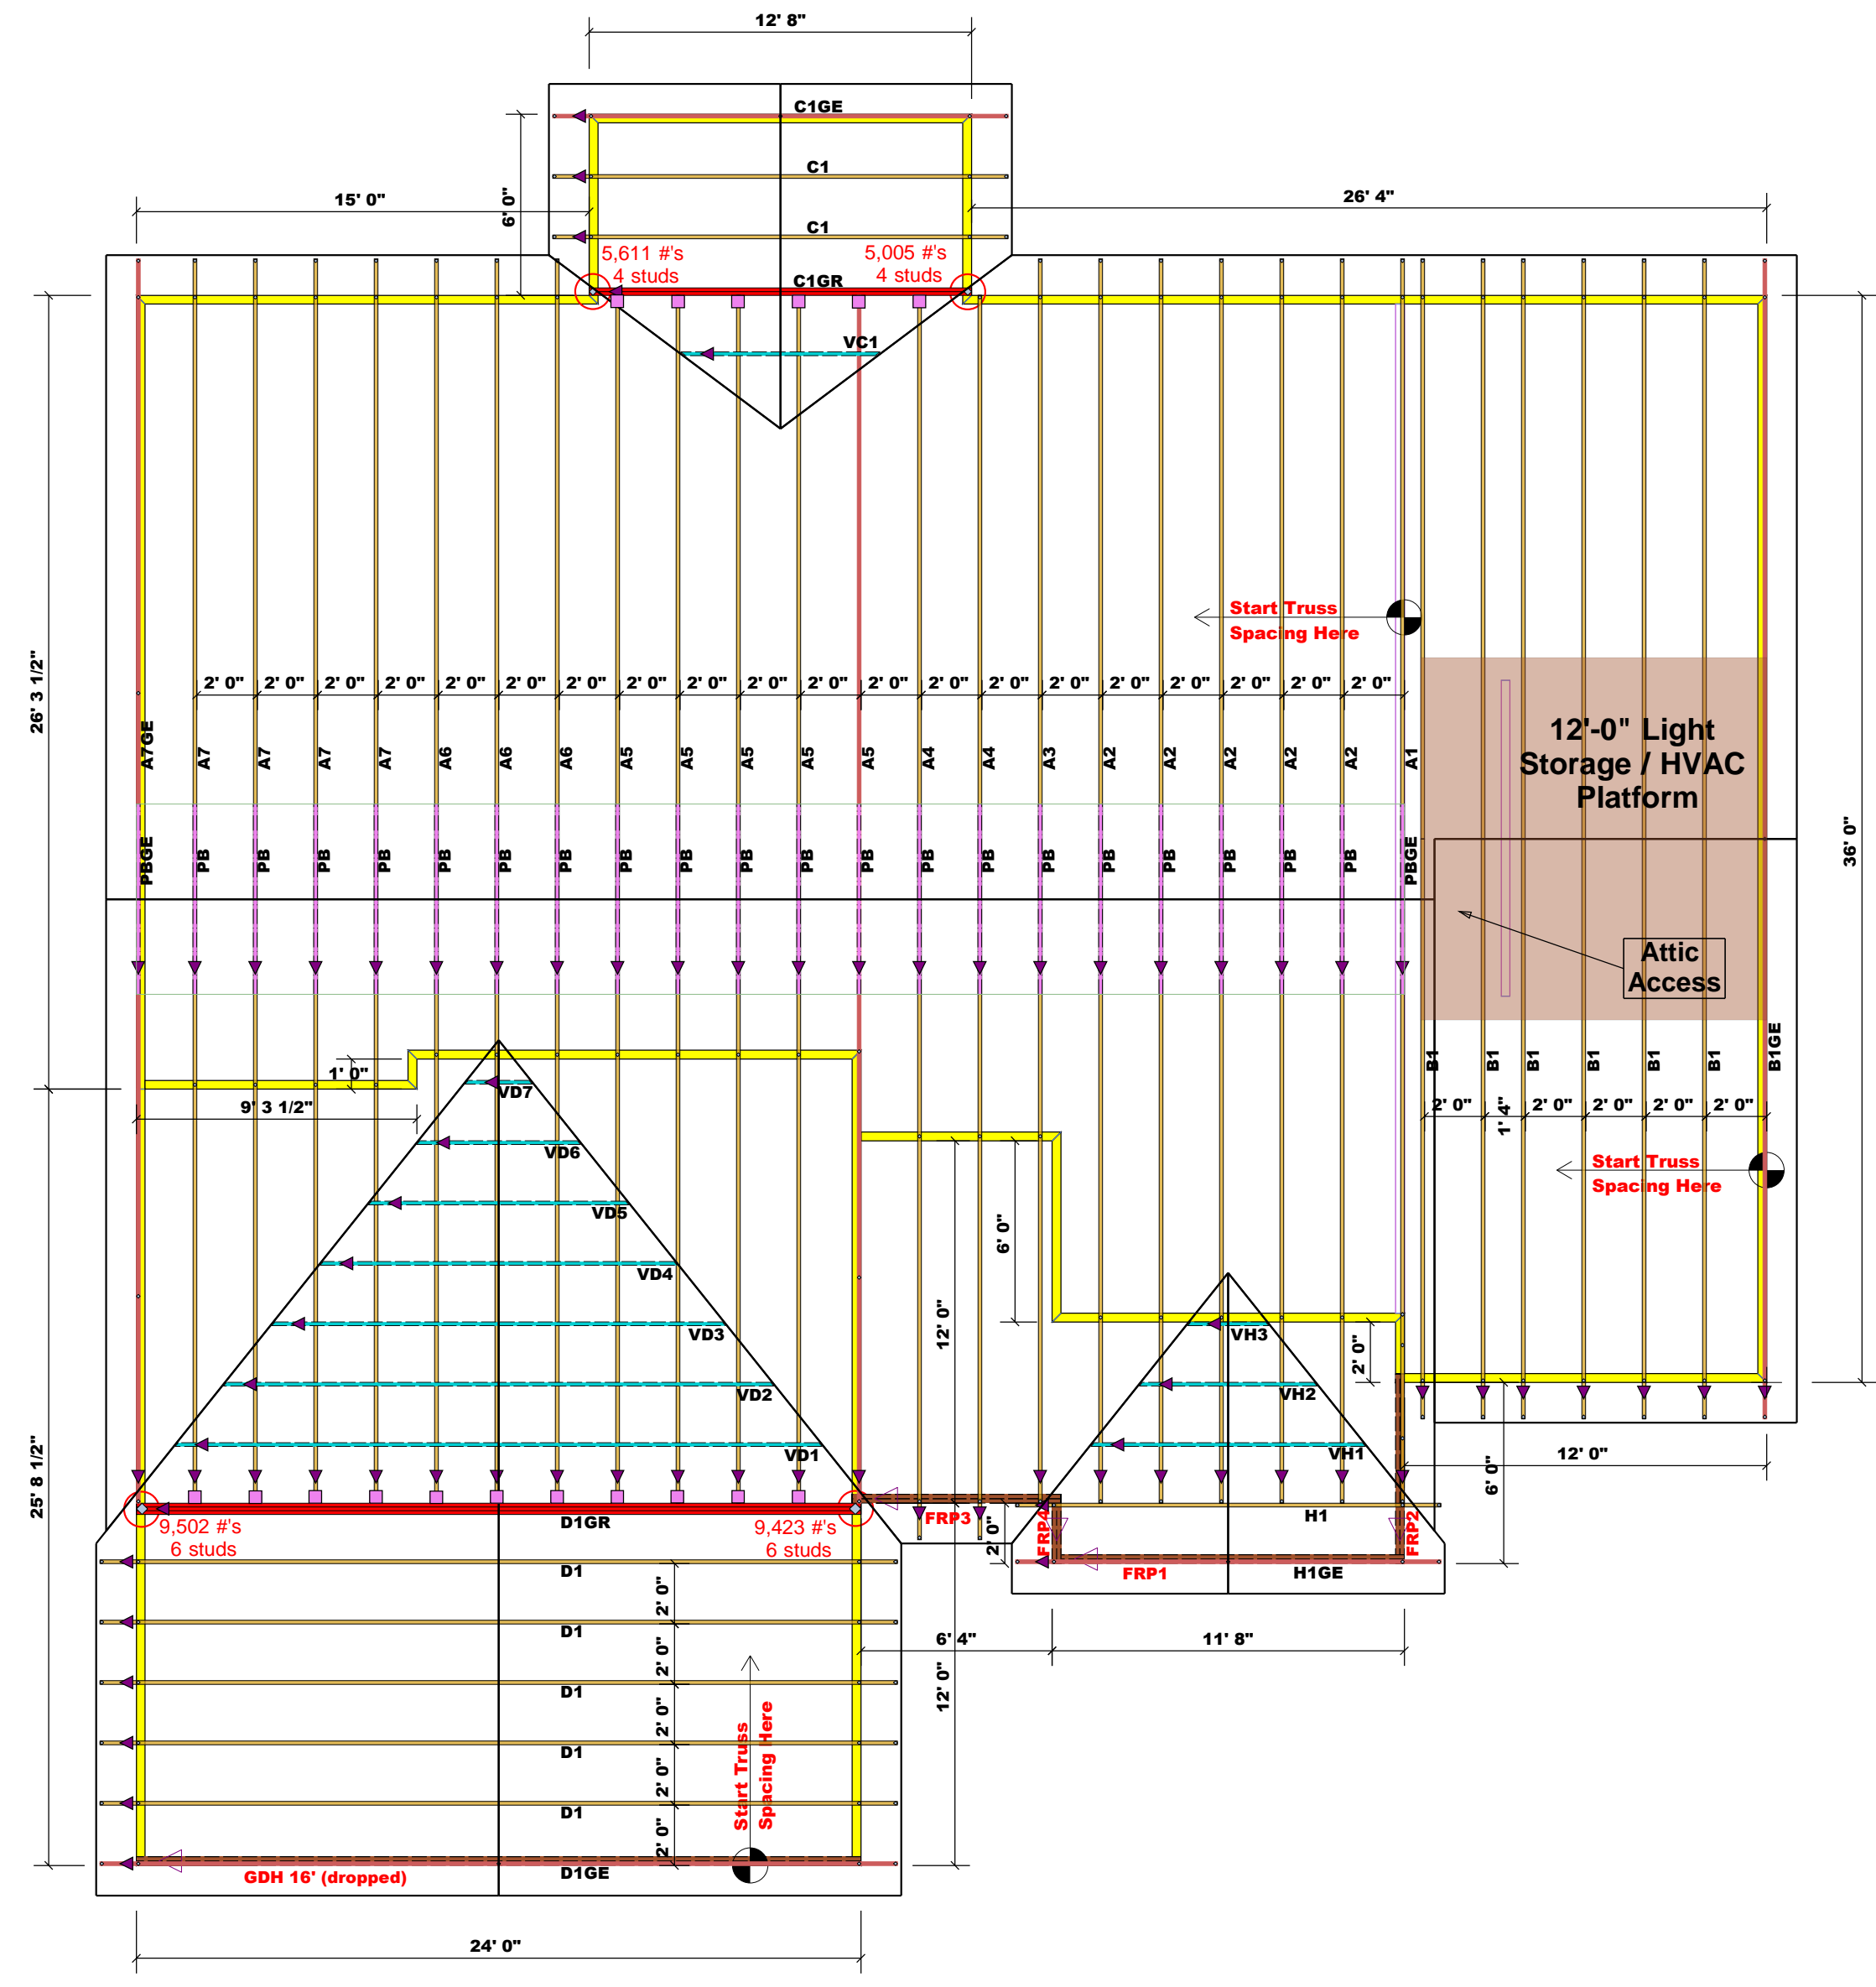 12' 8"
C1GE
C1
15' 0"
6' 0"
26' 4"
C1
5,611 #'s
4 studs
5,005 #'s
4 studs
C1GR
VC1
Start Truss
Spacing Here
26' 3 1/2"
2' 0" 2' 0" 2' 0" 2' 0" 2' 0" 2' 0" 2' 0" 2' 0" 2' 0" 2' 0" 2' 0" 2' 0" 2' 0" 2' 0" 2' 0" 2' 0" 2' 0" 2' 0" 2' 0" 2' 0"
A7GE A7 A7 A7 A7 A6 A6 A6 A5 A5 A5 A5 A5 A4 A4 A3 A2 A2 A2 A2 A2 A1
12'-0" Light
Storage / HVAC
Platform
PBGE PB PB PB PB PB PB PB PB PB PB PB PB PB PB PB PB PB PB PB PB PBGE
36' 0"
Attic
Access
B1 B1 B1 B1 B1 B1 B1GE
1' 0"
9' 3 1/2"
VD7
2' 0" 1' 4" 2' 0" 2' 0" 2' 0" 2' 0"
VD6
Start Truss
Spacing Here
VD5
6' 0"
VD4
12' 0"
VD3
VH3
2' 0"
VD2
VH2
VD1
VH1
12' 0"
25' 8 1/2"
6' 0"
9,502 #'s
6 studs
D1GR
9,423 #'s
6 studs
FRP3
2' 0"
FRP4
H1
FRP2
D1
FRP1
H1GE
2' 0"
D1
6' 4"
11' 8"
2' 0"
D1
12' 0"
2' 0"
D1
Start Truss
Spacing Here
2' 0"
D1
2' 0"
GDH 16' (dropped)
D1GE
24' 0"